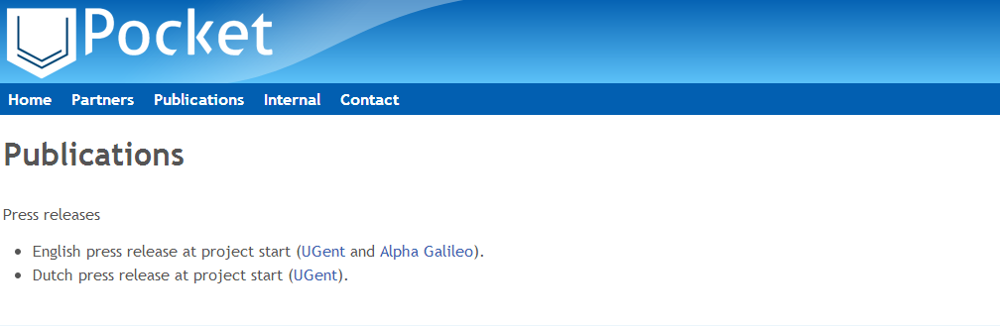 Pocket
Home Partners Publications Internal Contact
Publications
Press releases
• English press release at project start (UGent and Alpha Galileo).
• Dutch press release at project start (UGent).